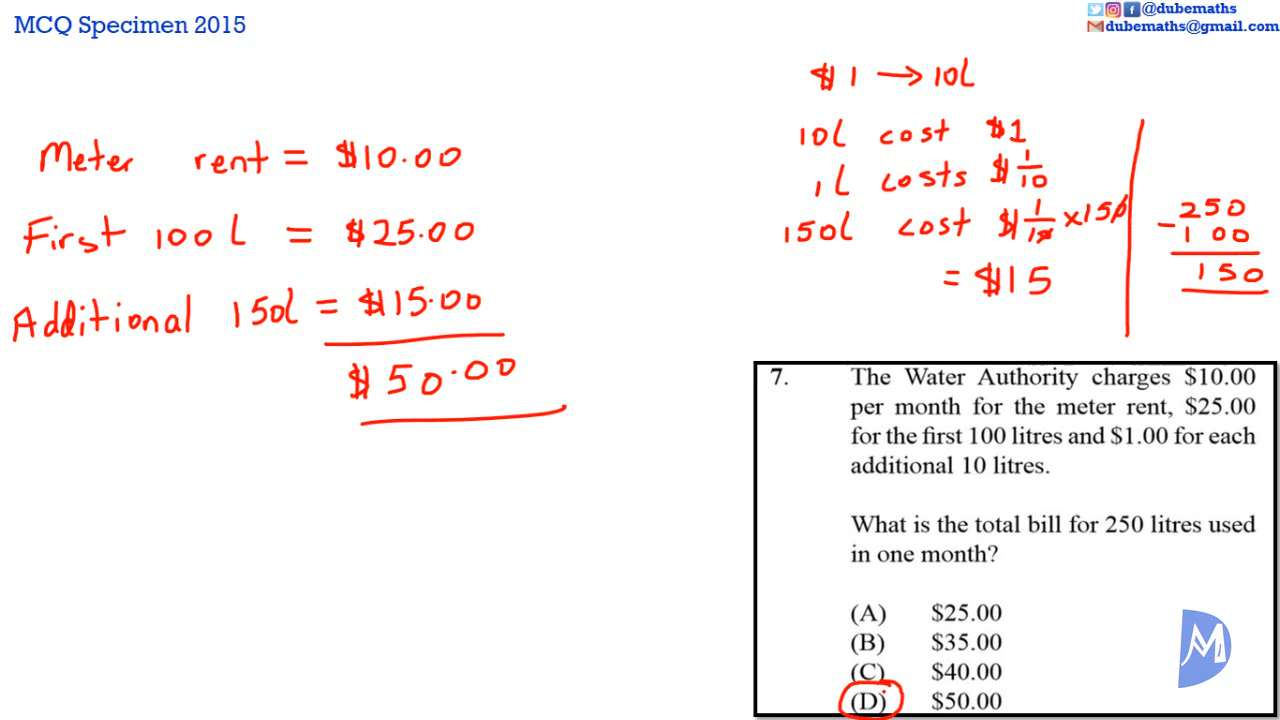 MCQ Specimen 2015
@dubemaths
dubemaths@gmail.com
Meter rent = $10.00
First 100L = $25.00
Additional 150L = $15.00
$50.00
$1 → 10L
10L cost $1
1L costs $1/10
150L cost $1/10 × 150
= $15
250
- 100
150
7. The Water Authority charges $10.00
per month for the meter rent, $25.00
for the first 100 litres and $1.00 for each
additional 10 litres.
What is the total bill for 250 litres used
in one month?
(A) $25.00
(B) $35.00
(C) $40.00
(D) $50.00
DM